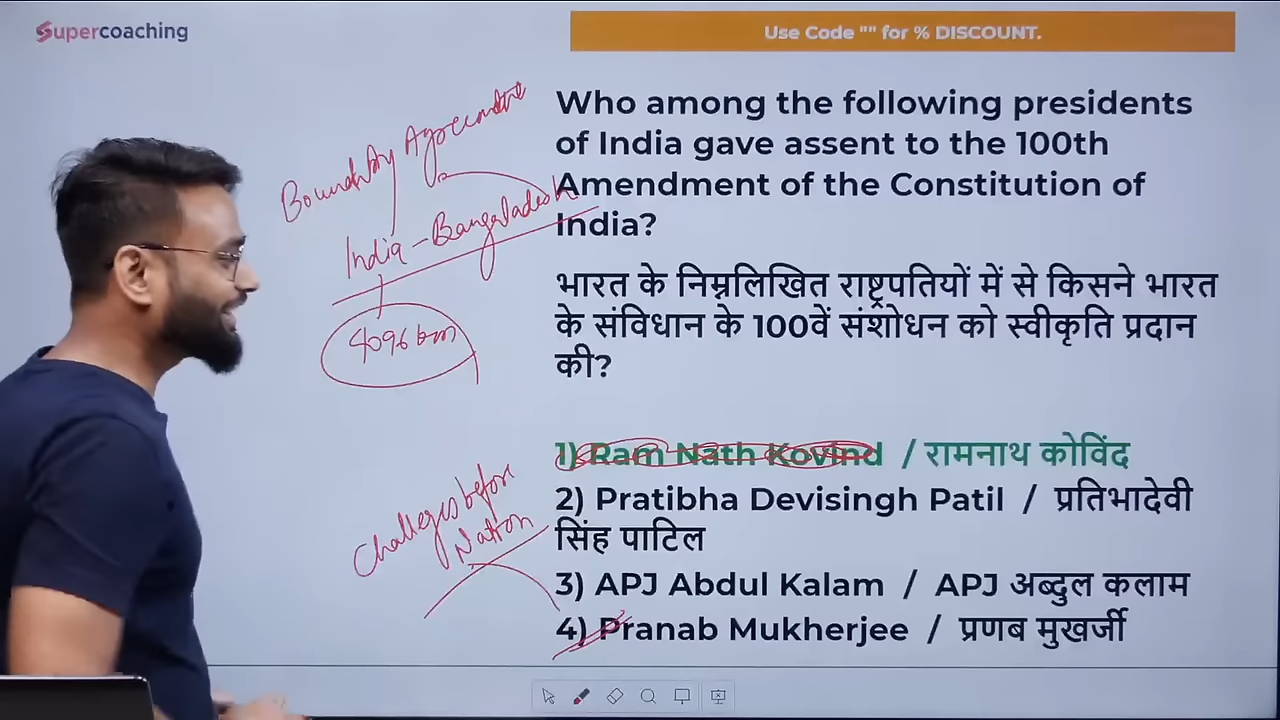 Supercoaching
Use Code "" for % DISCOUNT.
Boundary Agreement
India - Bangladesh
4096 km
Who among the following presidents
of India gave assent to the 100th
Amendment of the Constitution of
India?
भारत के निम्नलिखित राष्ट्रपतियों में से किसने भारत
के संविधान के 100वें संशोधन को स्वीकृति प्रदान
की?
1) Ram Nath Kovind / रामनाथ कोविंद
2) Pratibha Devisingh Patil / प्रतिभादेवी
सिंह पाटिल
3) APJ Abdul Kalam / APJ अब्दुल कलाम
4) Pranab Mukherjee / प्रणब मुखर्जी
Challeges before
Nation